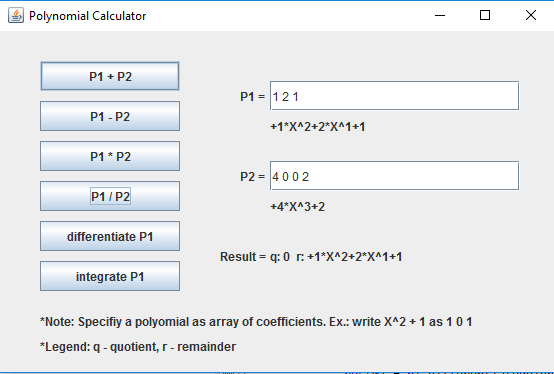 Polynomial Calculator
P1 + P2
P1 - P2
P1 * P2
P1 / P2
differentiate P1
integrate P1
P1 = 1 2 1
+1*X^2+2*X^1+1
P2 = 4 0 0 2
+4*X^3+2
Result = q: 0 r: +1*X^2+2*X^1+1
*Note: Specifiy a polyomial as array of coefficients. Ex.: write X^2 + 1 as 1 0 1
*Legend: q - quotient, r - remainder